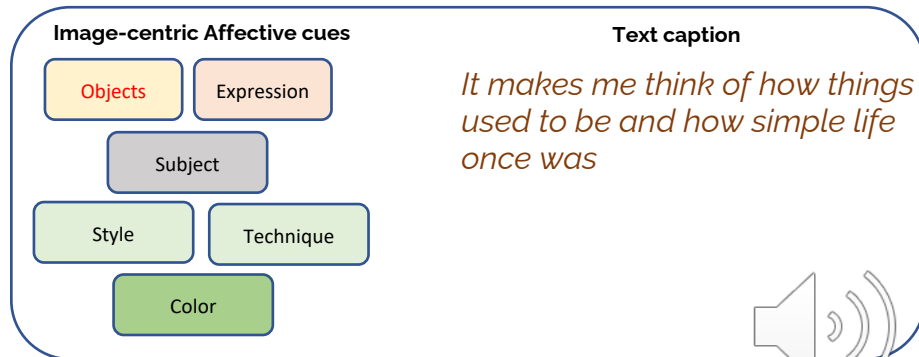 Image-centric Affective cues
Objects
Expression
Subject
Style
Technique
Color
Text caption
It makes me think of how things
used to be and how simple life
once was